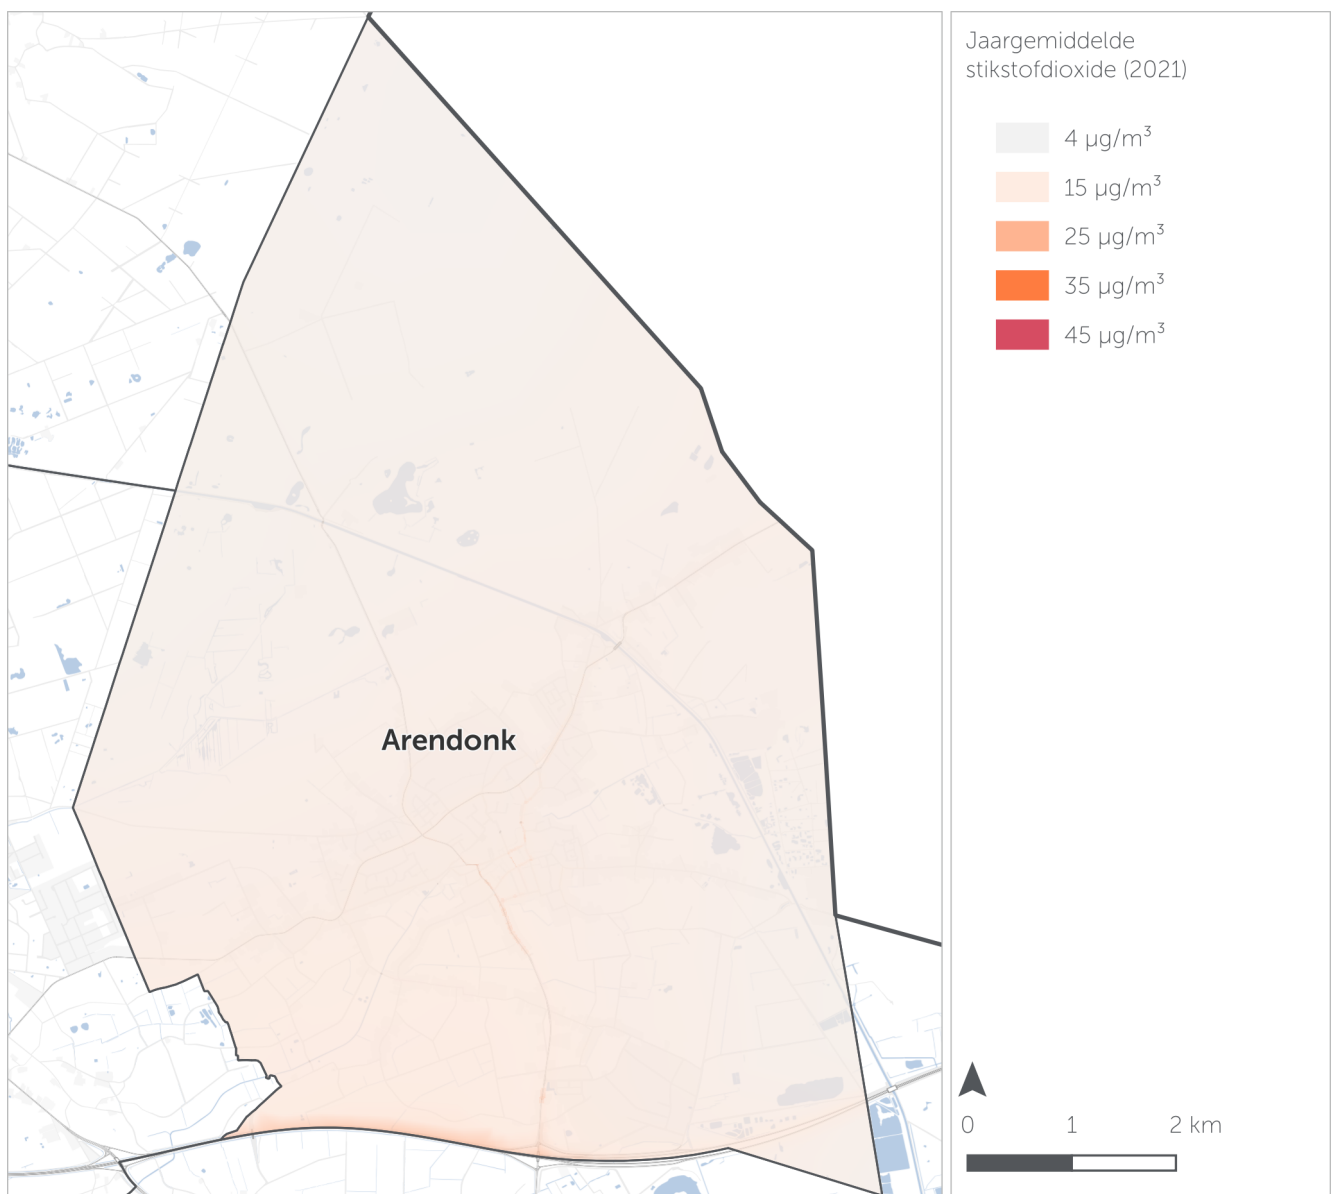 Jaargemiddelde
stikstofdioxide (2021)
4 µg/m³
15 µg/m³
25 µg/m³
35 µg/m³
45 µg/m³
Arendonk
0 1 2 km